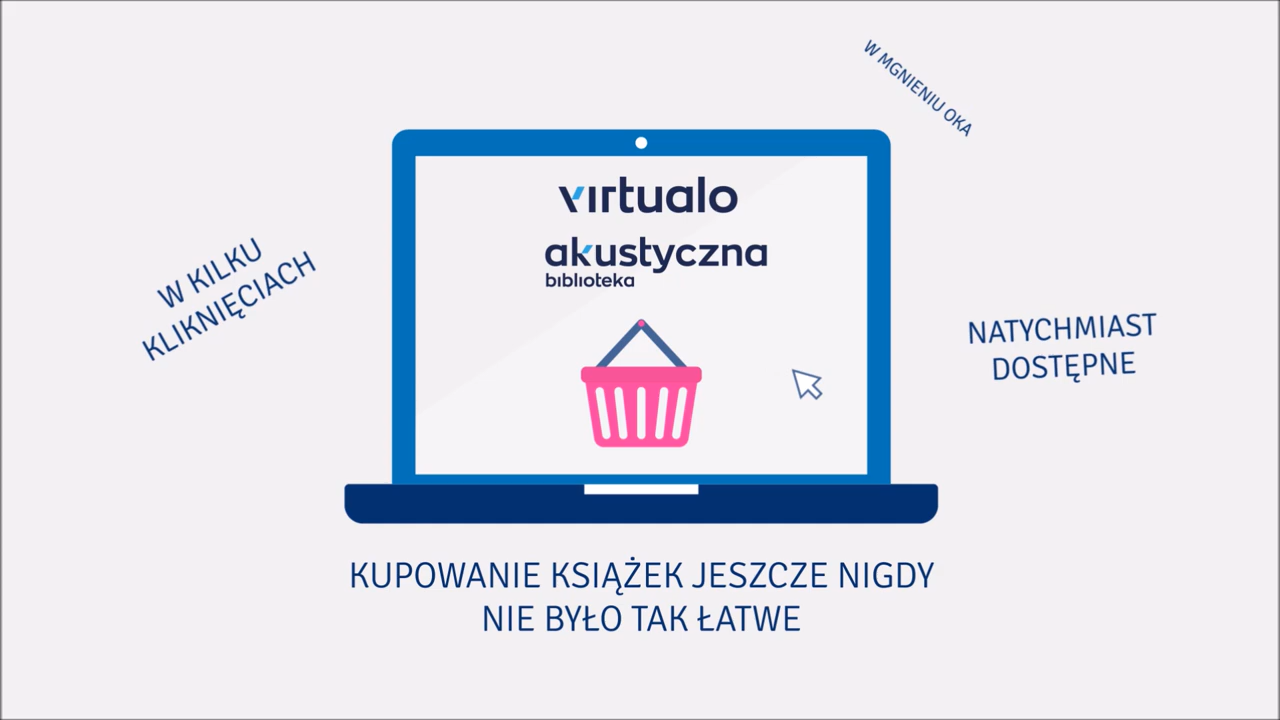 W MGNIENIU OKA
virtualo
akustyczna
biblioteka
W KILKU
KLIKNIĘCIACH
NATYCHMIAST
DOSTĘPNE
KUPOWANIE KSIĄŻEK JESZCZE NIGDY
NIE BYŁO TAK ŁATWE